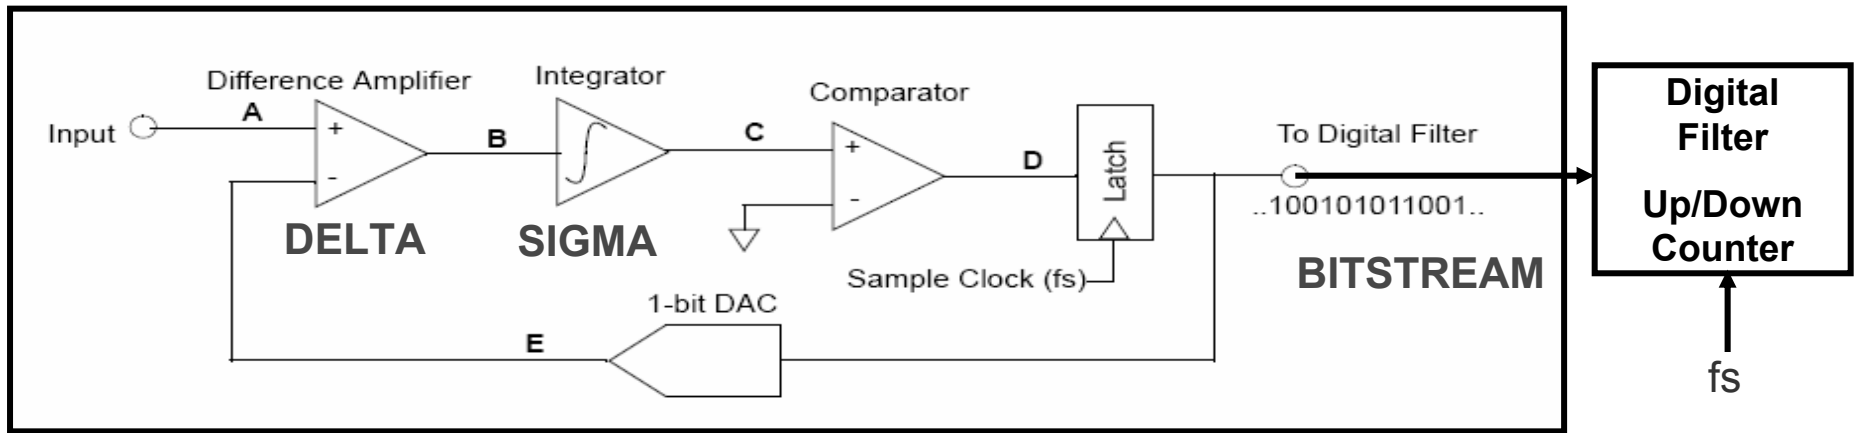 Difference Amplifier
Integrator
Comparator
Input
A
+
-
B
C
+
-
D
Latch
To Digital Filter
..100101011001..
DELTA
SIGMA
BITSTREAM
Sample Clock (fs)
1-bit DAC
E
Digital
Filter
Up/Down
Counter
fs